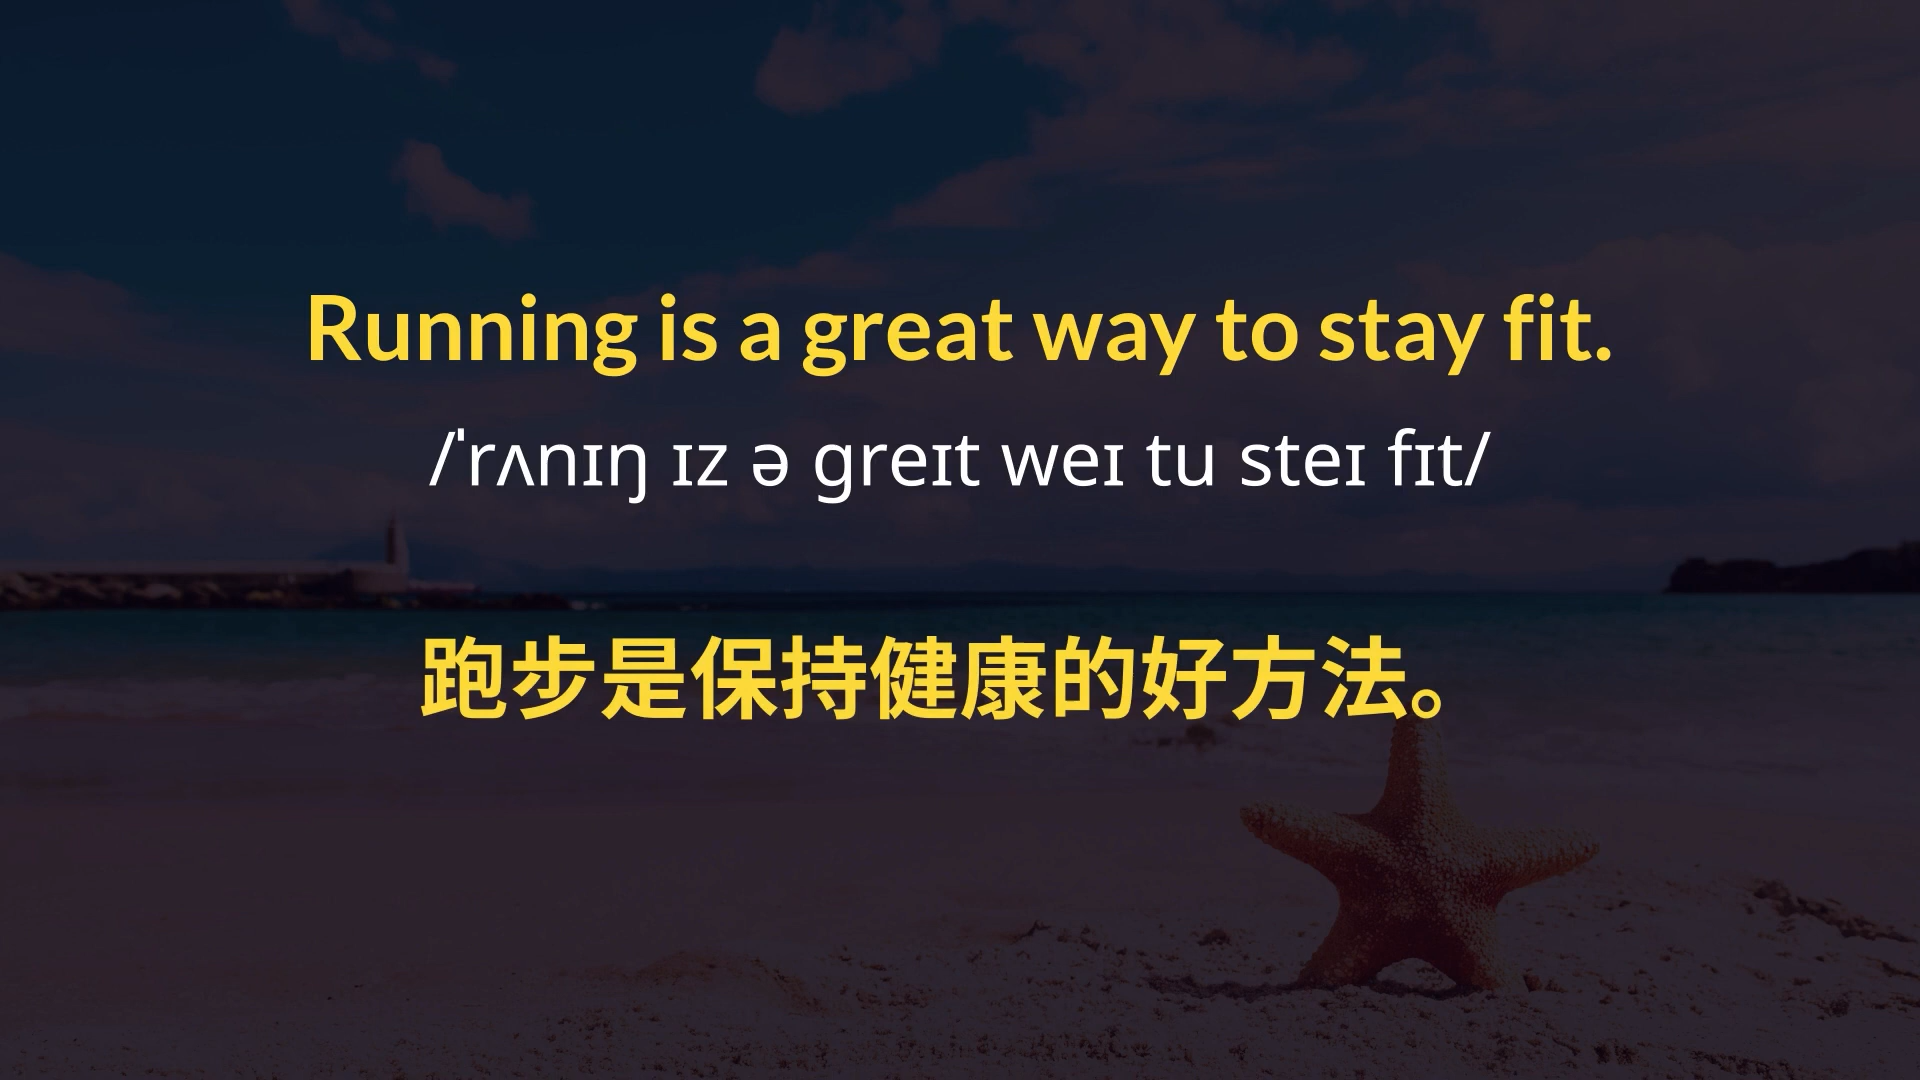 Running is a great way to stay fit.
/ˈrʌnɪŋ ɪz ə greɪt weɪ tu steɪ fɪt/
跑步是保持健康的好方法。